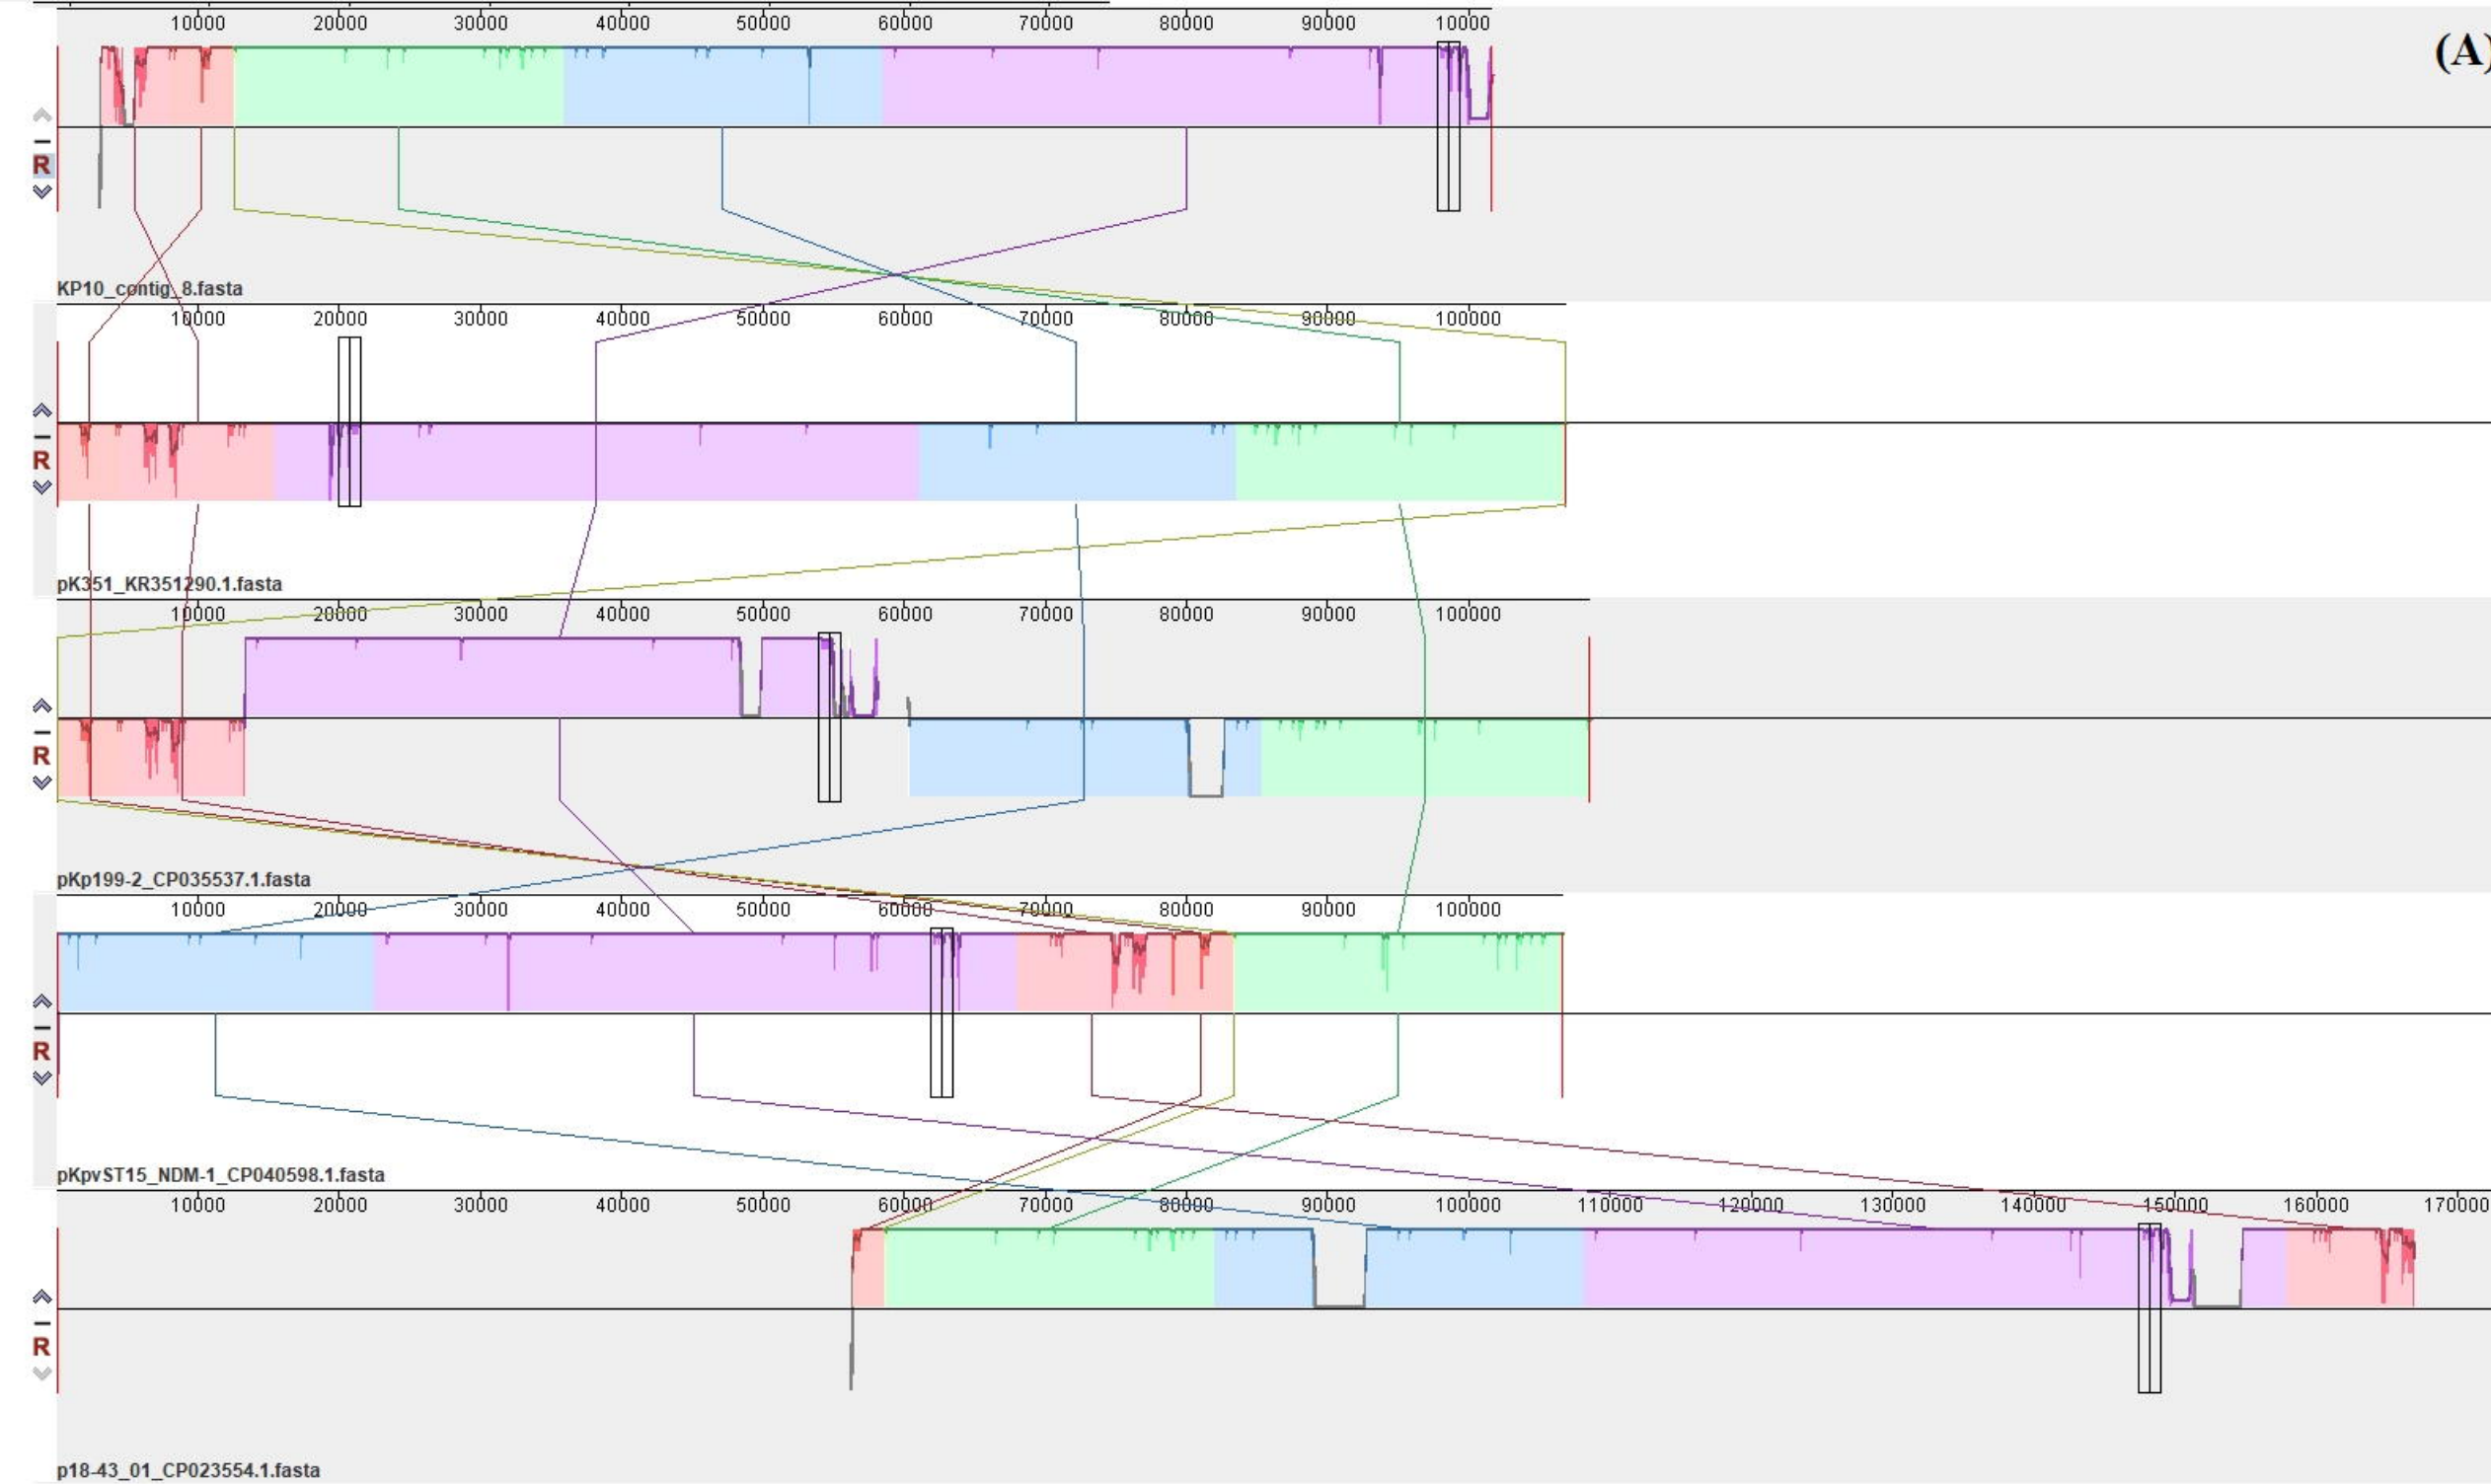 10000 20000 30000 40000 50000 60000 70000 80000 90000 10000
(A)
R
KP10_contig_8.fasta
10000 20000 30000 40000 50000 60000 70000 80000 90000 100000
R
pK351_KR351290.1.fasta
10000 20000 30000 40000 50000 60000 70000 80000 90000 100000
R
pKp199-2_CP035537.1.fasta
10000 20000 30000 40000 50000 60000 70000 80000 90000 100000
R
pKpvST15_NDM-1_CP040598.1.fasta
10000 20000 30000 40000 50000 60000 70000 80000 90000 100000 110000 120000 130000 140000 150000 160000 170000
R
p18-43_01_CP023554.1.fasta